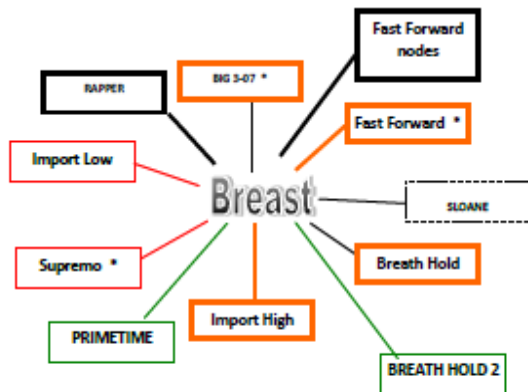 Fast Forward
nodes
BIG 3-07 *
RAPPER
Fast Forward *
Import Low
Breast
SLOANE
Supremo *
Breath Hold
Import High
PRIMETIME
BREATH HOLD 2